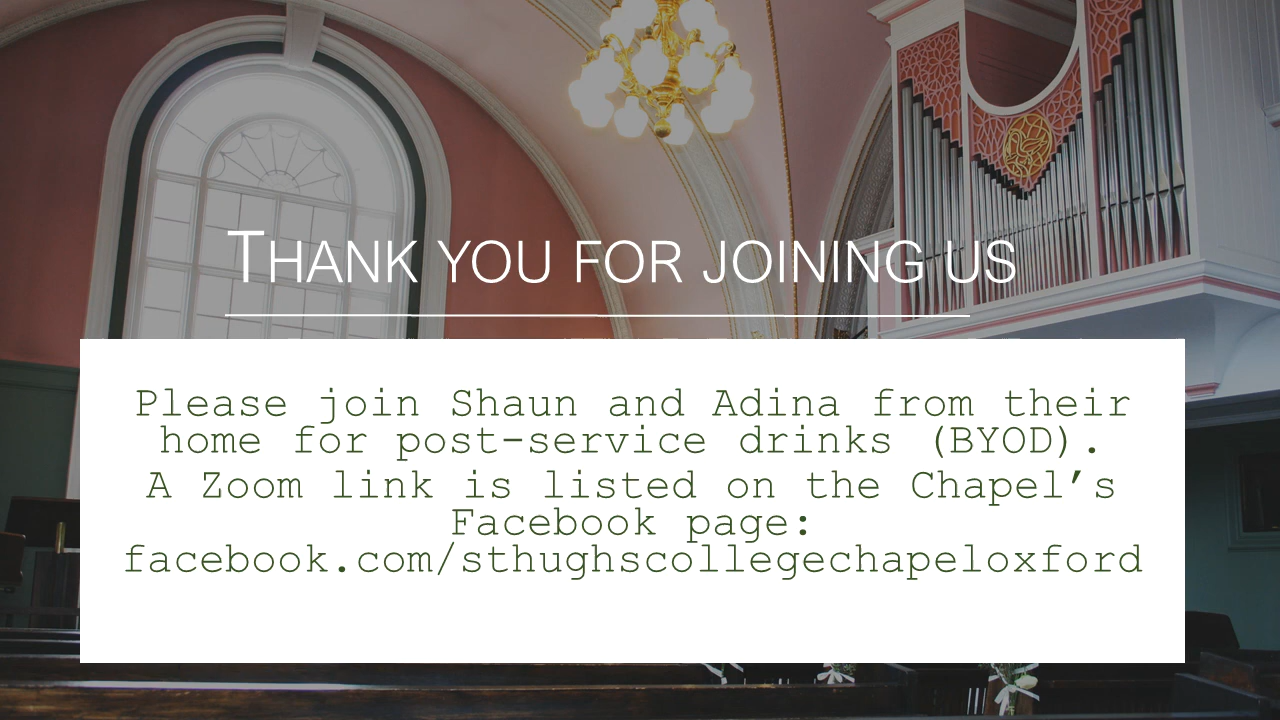 THANK YOU FOR JOINING US
Please join Shaun and Adina from their
home for post-service drinks (BYOD).
A Zoom link is listed on the Chapel’s
Facebook page:
facebook.com/sthughscollegechapeloxford